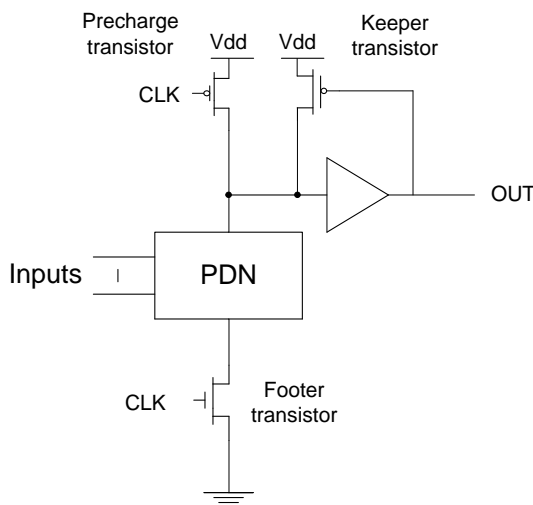 Precharge
transistor
Keeper
transistor
Vdd
Vdd
CLK
OUT
Inputs
PDN
CLK
Footer
transistor